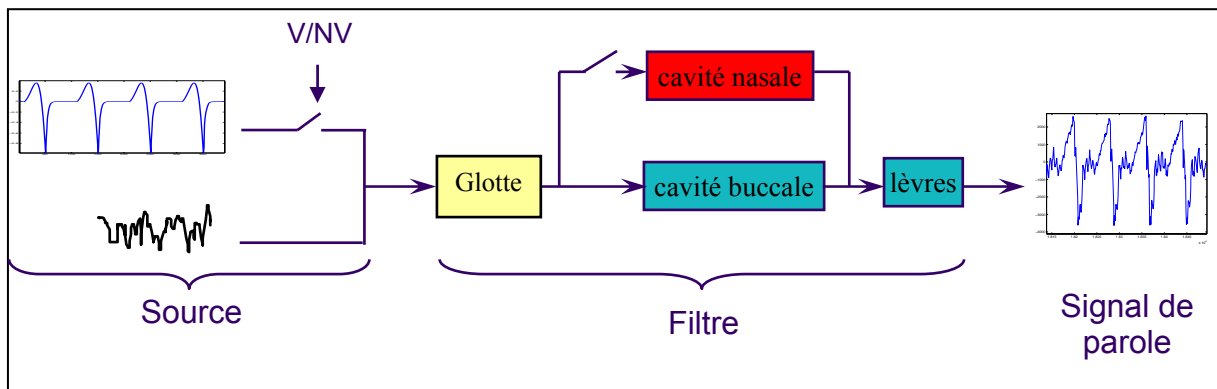 V/NV
cavité nasale
Glotte
cavité buccale
lèvres
Source
Filtre
Signal de
parole